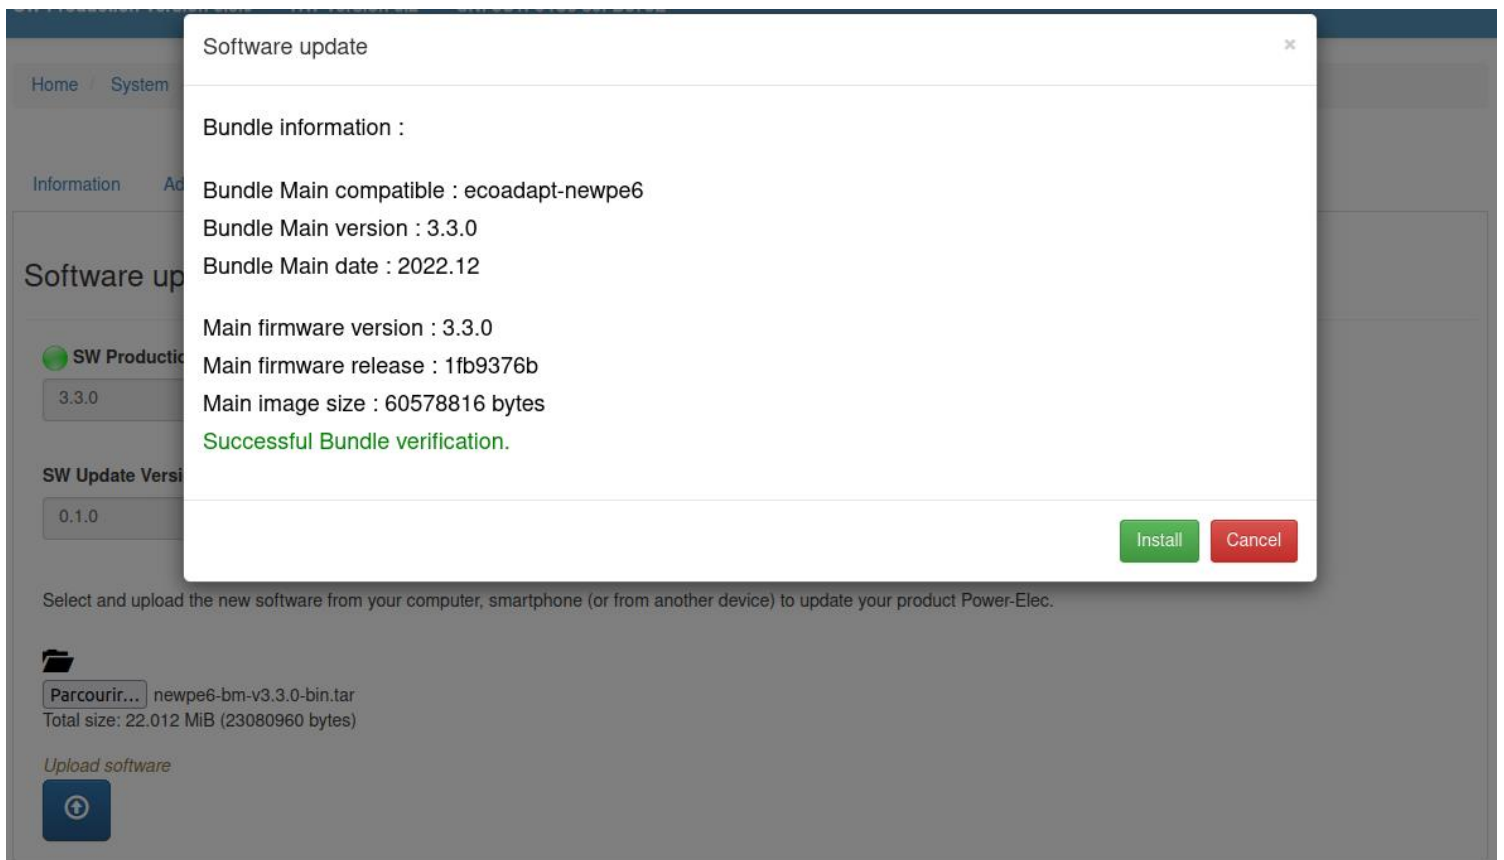 Software update
×
Home / System
Bundle information :
Information Ad
Bundle Main compatible : ecoadapt-newpe6
Bundle Main version : 3.3.0
Bundle Main date : 2022.12
Software up
Main firmware version : 3.3.0
SW Productio
Main firmware release : 1fb9376b
3.3.0
Main image size : 60578816 bytes
Successful Bundle verification.
SW Update Versi
0.1.0
Install Cancel
Select and upload the new software from your computer, smartphone (or from another device) to update your product Power-Elec.
Parcourir... newpe6-bm-v3.3.0-bin.tar
Total size: 22.012 MiB (23080960 bytes)
Upload software